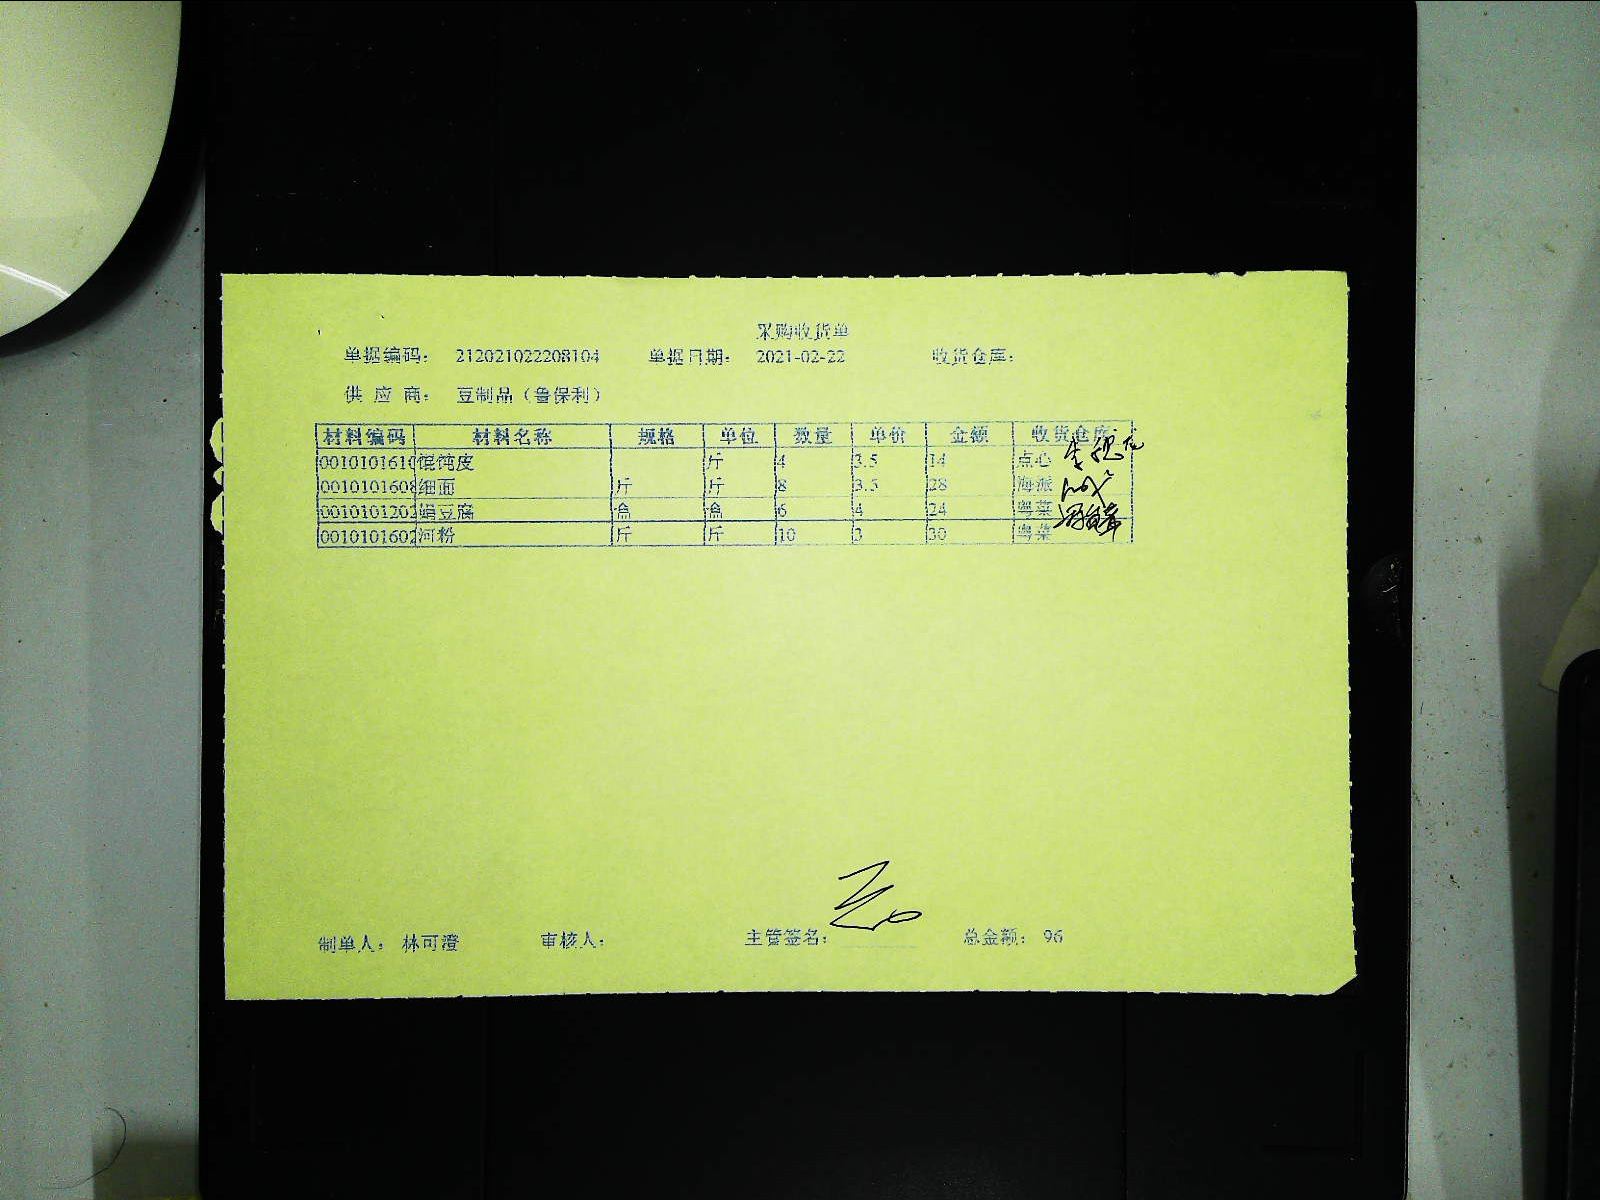 采购收货单
单据编码: 212021022208104 单据日期: 2021-02-22 收货仓库:
供 应 商: 豆制品（鲁保利）
材料编码 材料名称 规格 单位 数量 单价 金额 收货仓库
0010101610 馄饨皮 斤 4 3.5 14 点心
0010101608 细面 斤 斤 8 3.5 28 海派
0010101202 绢豆腐 盒 盒 6 4 24 粤菜
0010101602 河粉 斤 斤 10 3 30 粤菜
制单人: 林可澄 审核人: 主管签名: 总金额: 96